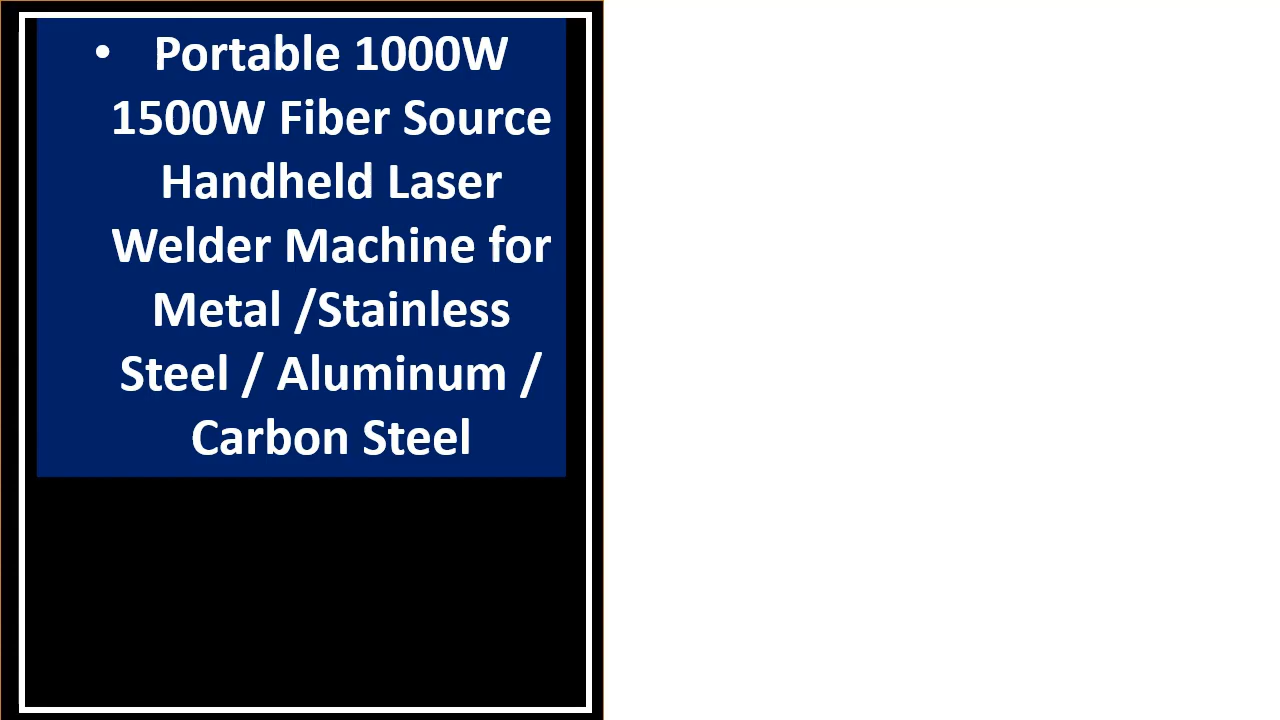 • Portable 1000W
1500W Fiber Source
Handheld Laser
Welder Machine for
Metal /Stainless
Steel / Aluminum /
Carbon Steel